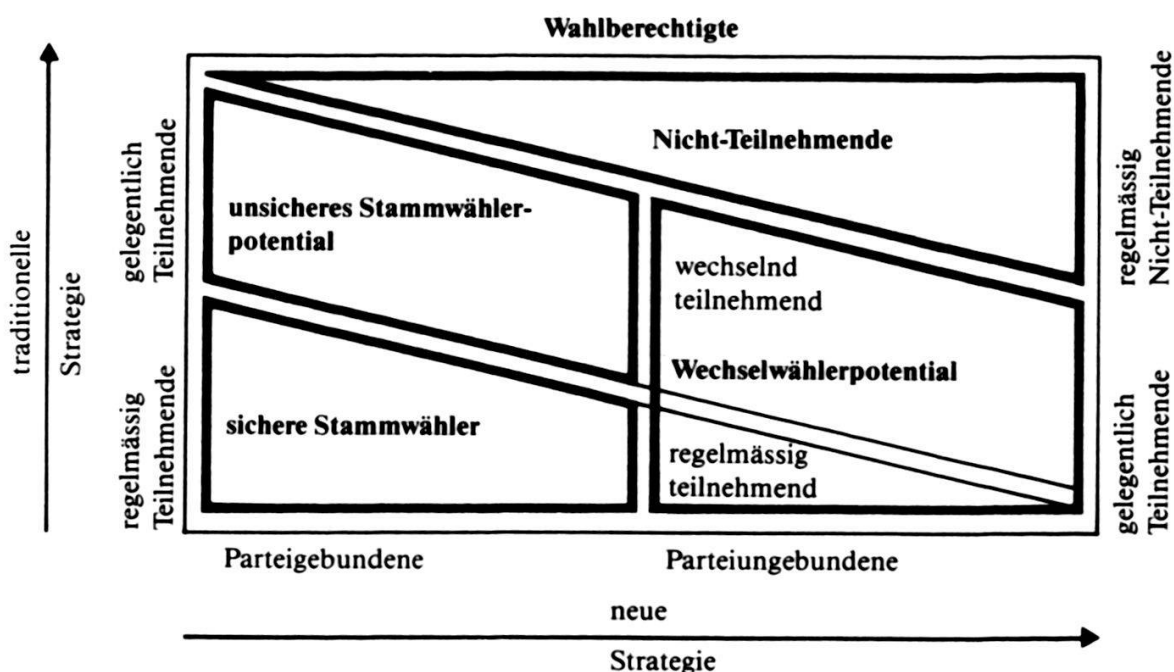 Wahlberechtigte
traditionelle
Strategie
gelegentlich
Teilnehmende
regelmässig
Teilnehmende
Nicht-Teilnehmende
unsicheres Stammwähler-
potential
wechselnd
teilnehmend
Wechselwählerpotential
sichere Stammwähler
regelmässig
teilnehmend
regelmässig
Nicht-Teilnehmende
gelegentlich
Teilnehmende
Parteigebundene
Parteiungebundene
neue
Strategie